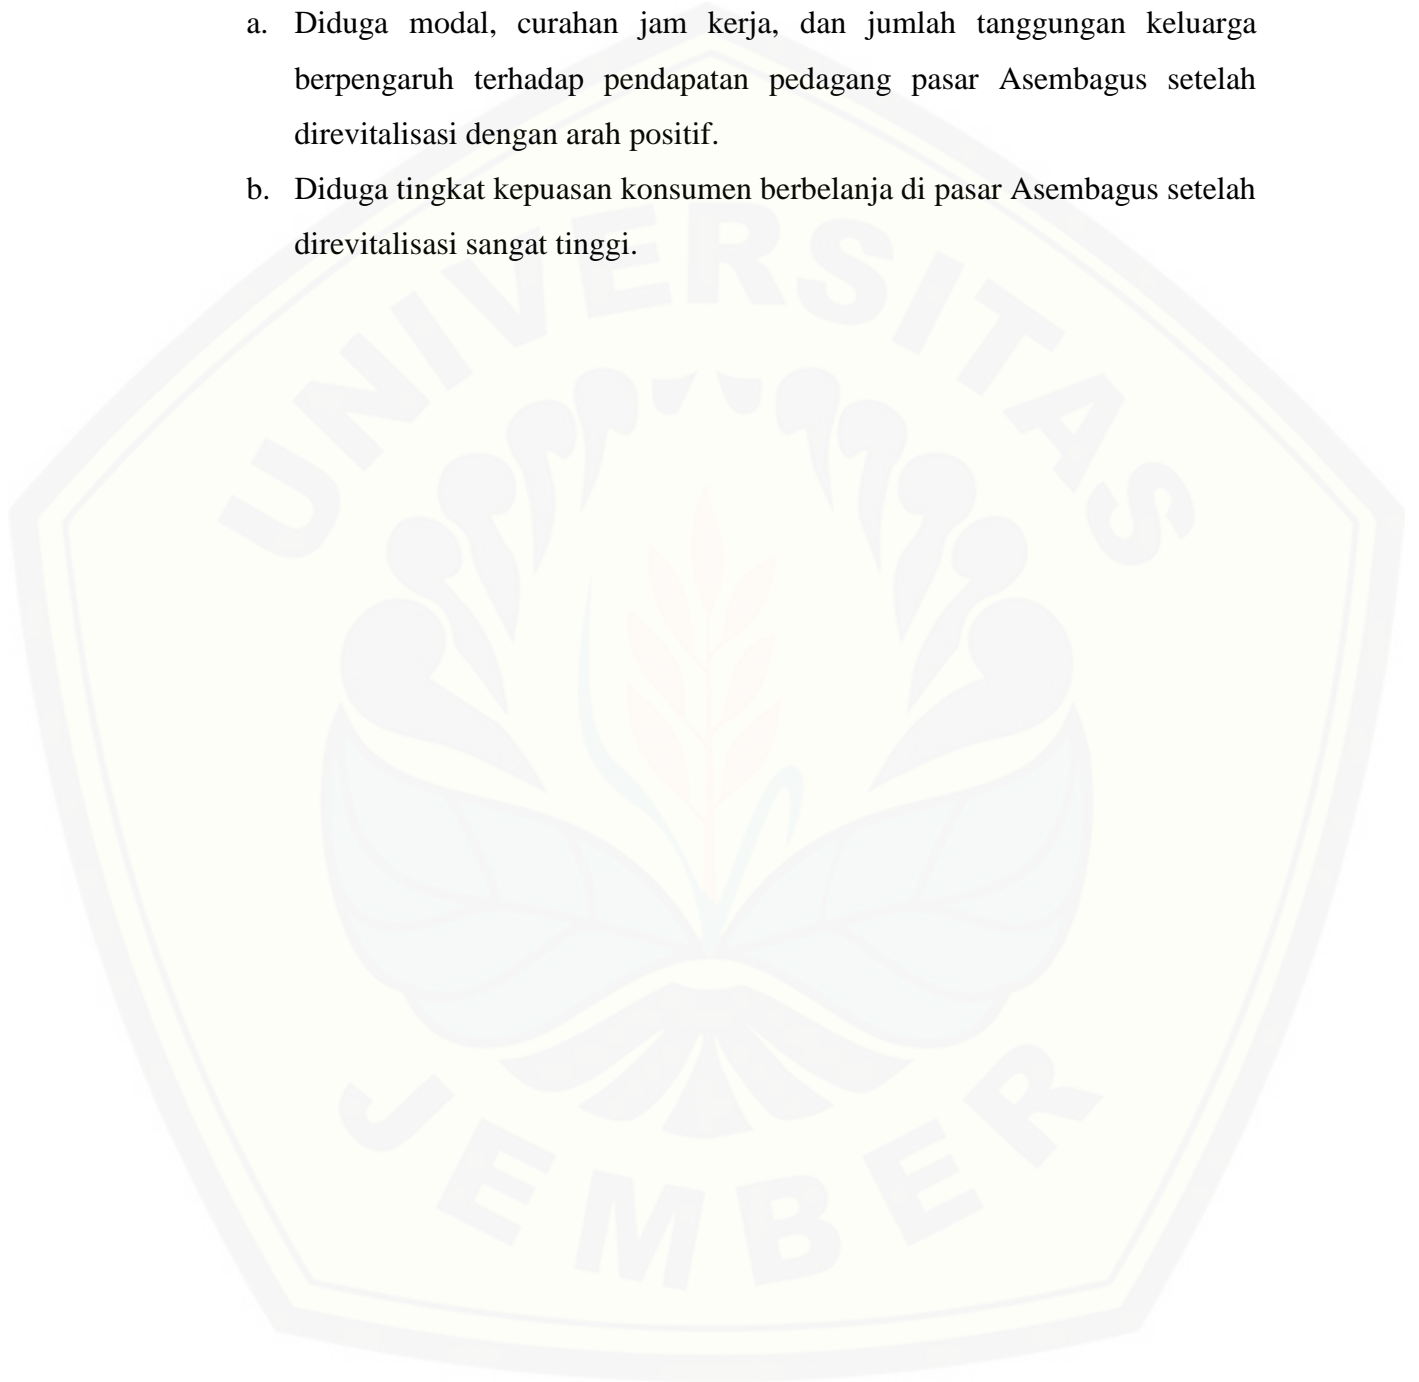 a. Diduga modal, curahan jam kerja, dan jumlah tanggungan keluarga
berpengaruh terhadap pendapatan pedagang pasar Asembagus setelah
direvitalisasi dengan arah positif.
b. Diduga tingkat kepuasan konsumen berbelanja di pasar Asembagus setelah
direvitalisasi sangat tinggi.
UNIVERSITAS
JEMBER